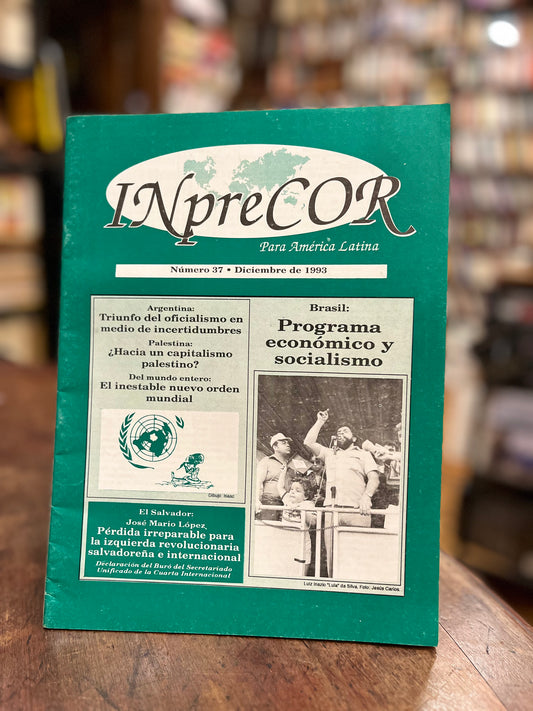 INpreCOR
Para América Latina
Número 37 • Diciembre de 1993
Argentina:
Triunfo del oficialismo en
medio de incertidumbres
Palestina:
¿Hacia un capitalismo
palestino?
Del mundo entero:
El inestable nuevo orden
mundial
Dibujo: Isaac
El Salvador:
José Mario López,
Pérdida irreparable para
la izquierda revolucionaria
salvadoreña e internacional
Declaración del Buró del Secretariado
Unificado de la Cuarta Internacional
Brasil:
Programa
económico y
socialismo
Luiz Inazio "Lula" da Silva. Foto: Jesús Carlos.